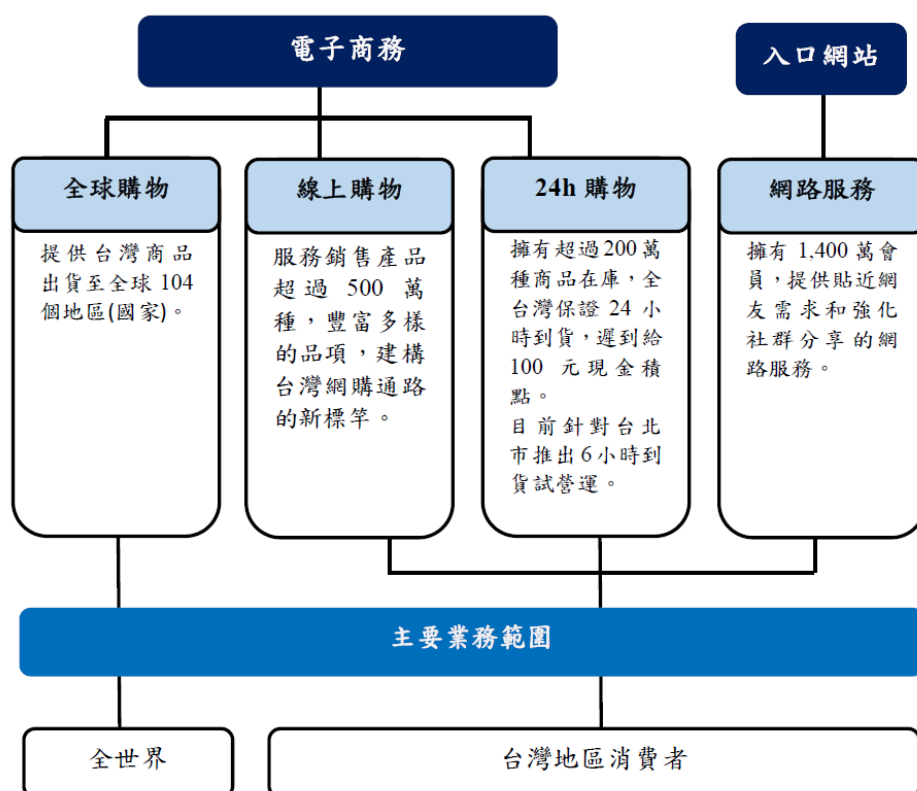 電子商務
入口網站
全球購物
提供台灣商品
出貨至全球 104
個地區(國家)。
線上購物
服務銷售產品
超過 500 萬
種，豐富多樣
的品項，建構
台灣網購通路
的新標竿。
24h 購物
擁有超過200萬
種商品在庫，全
台灣保證 24 小
時到貨，遲到給
100 元現金積
點。
目前針對台北
市推出6小時到
貨試營運。
網路服務
擁有 1,400 萬會
員，提供貼近網
友需求和強化
社群分享的網
路服務。
主要業務範圍
全世界
台灣地區消費者